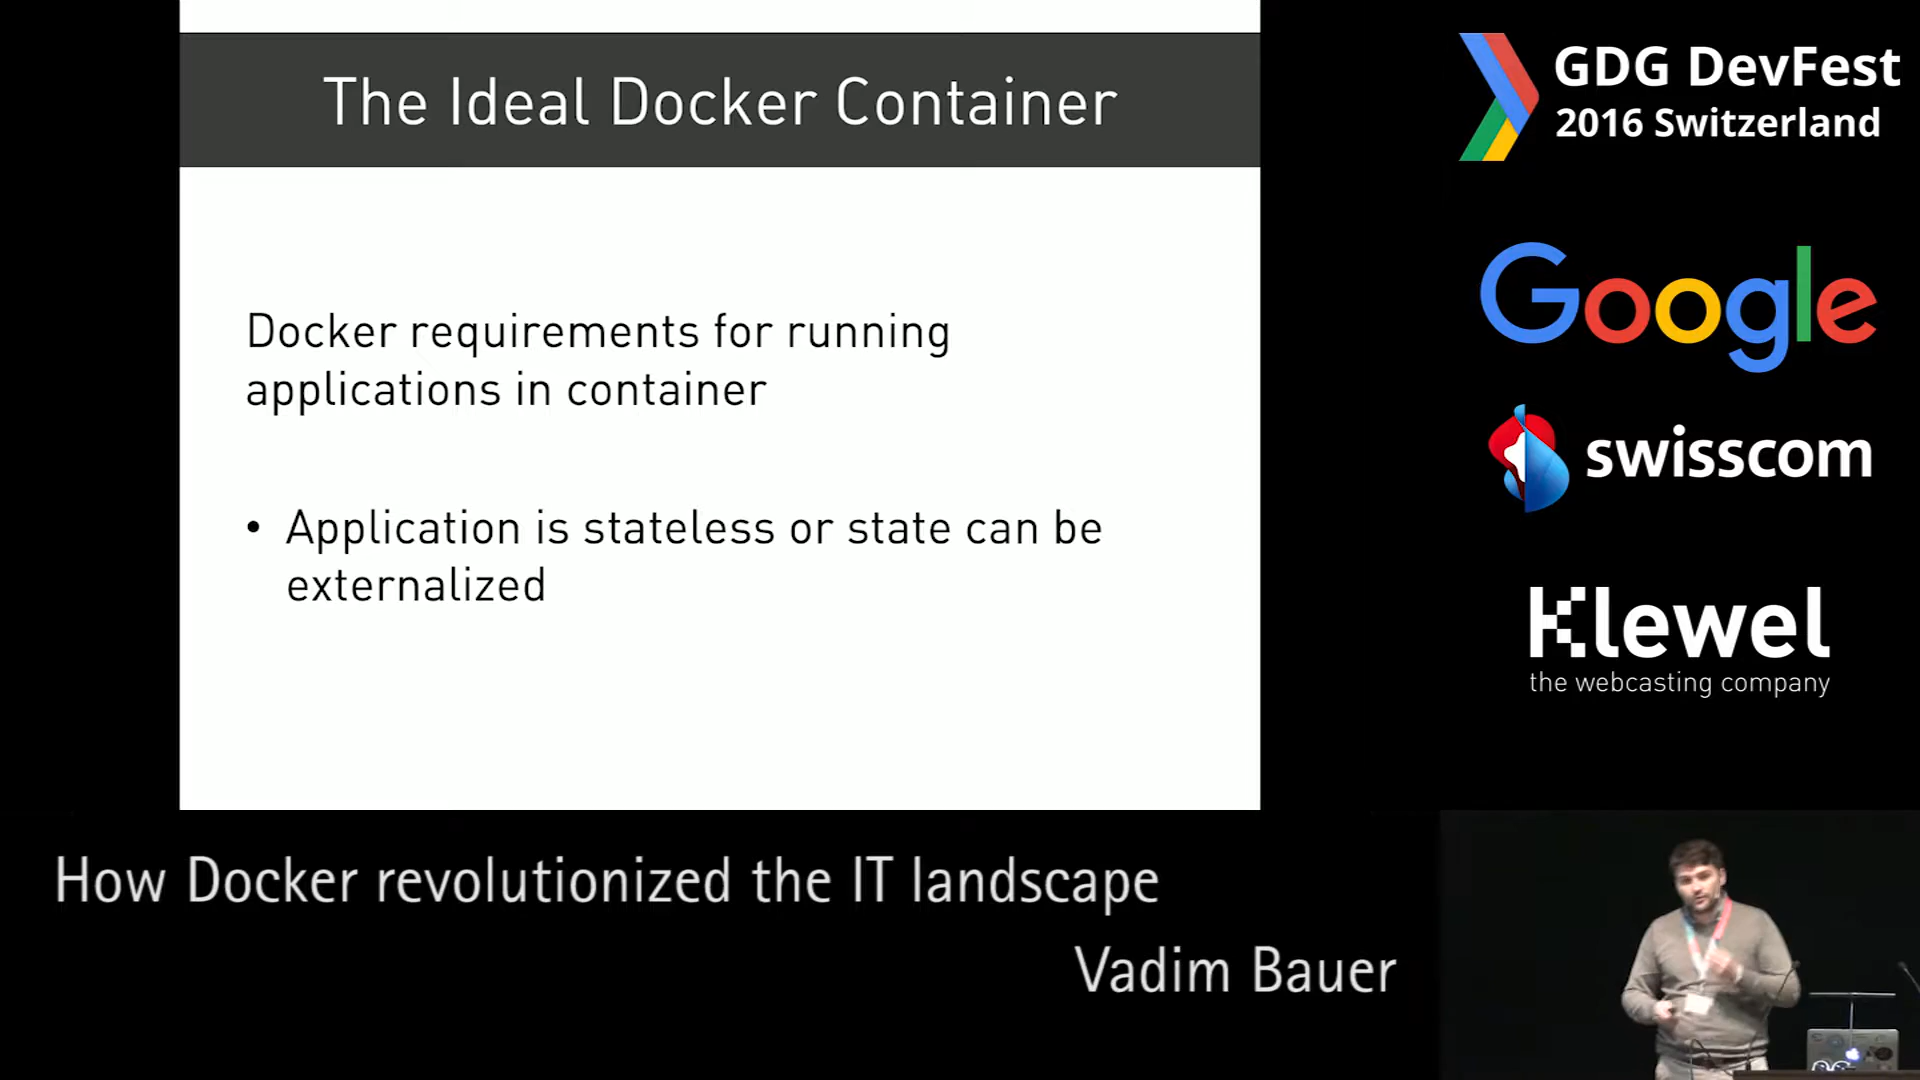 The Ideal Docker Container
Docker requirements for running
applications in container
• Application is stateless or state can be
externalized
GDG DevFest
2016 Switzerland
Google
swisscom
Klewel
the webcasting company
How Docker revolutionized the IT landscape
Vadim Bauer